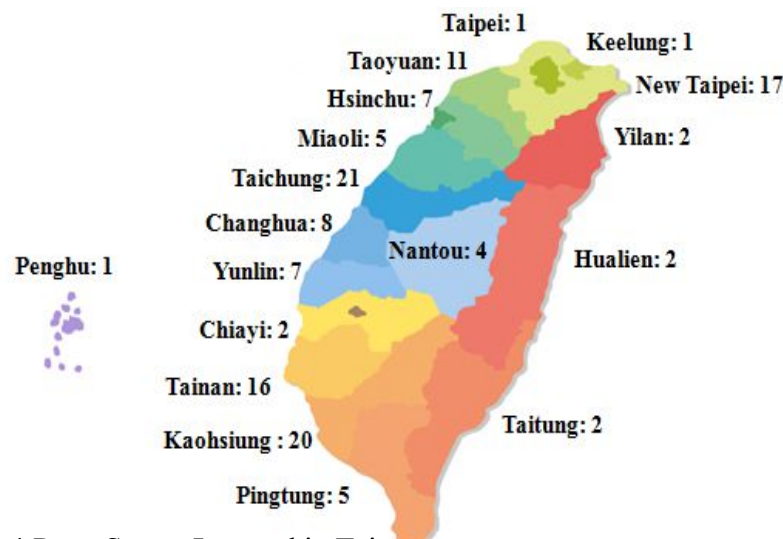 Taipei: 1
Keelung: 1
Taoyuan: 11
New Taipei: 17
Hsinchu: 7
Miaoli: 5
Yilan: 2
Taichung: 21
Changhua: 8
Nantou: 4
Hualien: 2
Penghu: 1
Yunlin: 7
Chiayi: 2
Tainan: 16
Taitung: 2
Kaohsiung : 20
Pingtung: 5